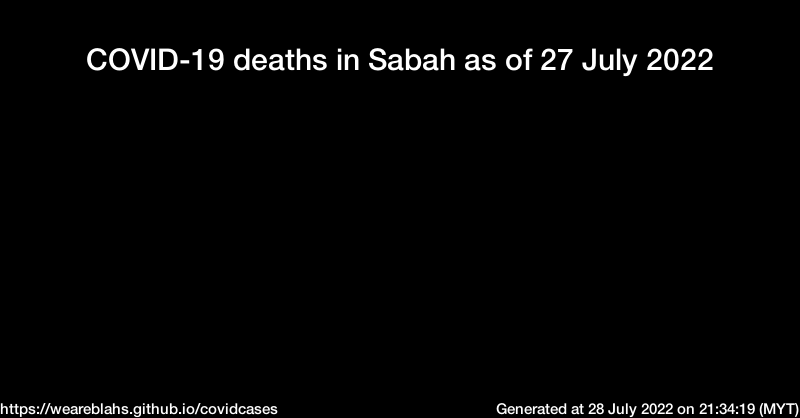 COVID-19 deaths in Sabah as of 27 July 2022
https://weareblahs.github.io/covidcases
Generated at 28 July 2022 on 21:34:19 (MYT)